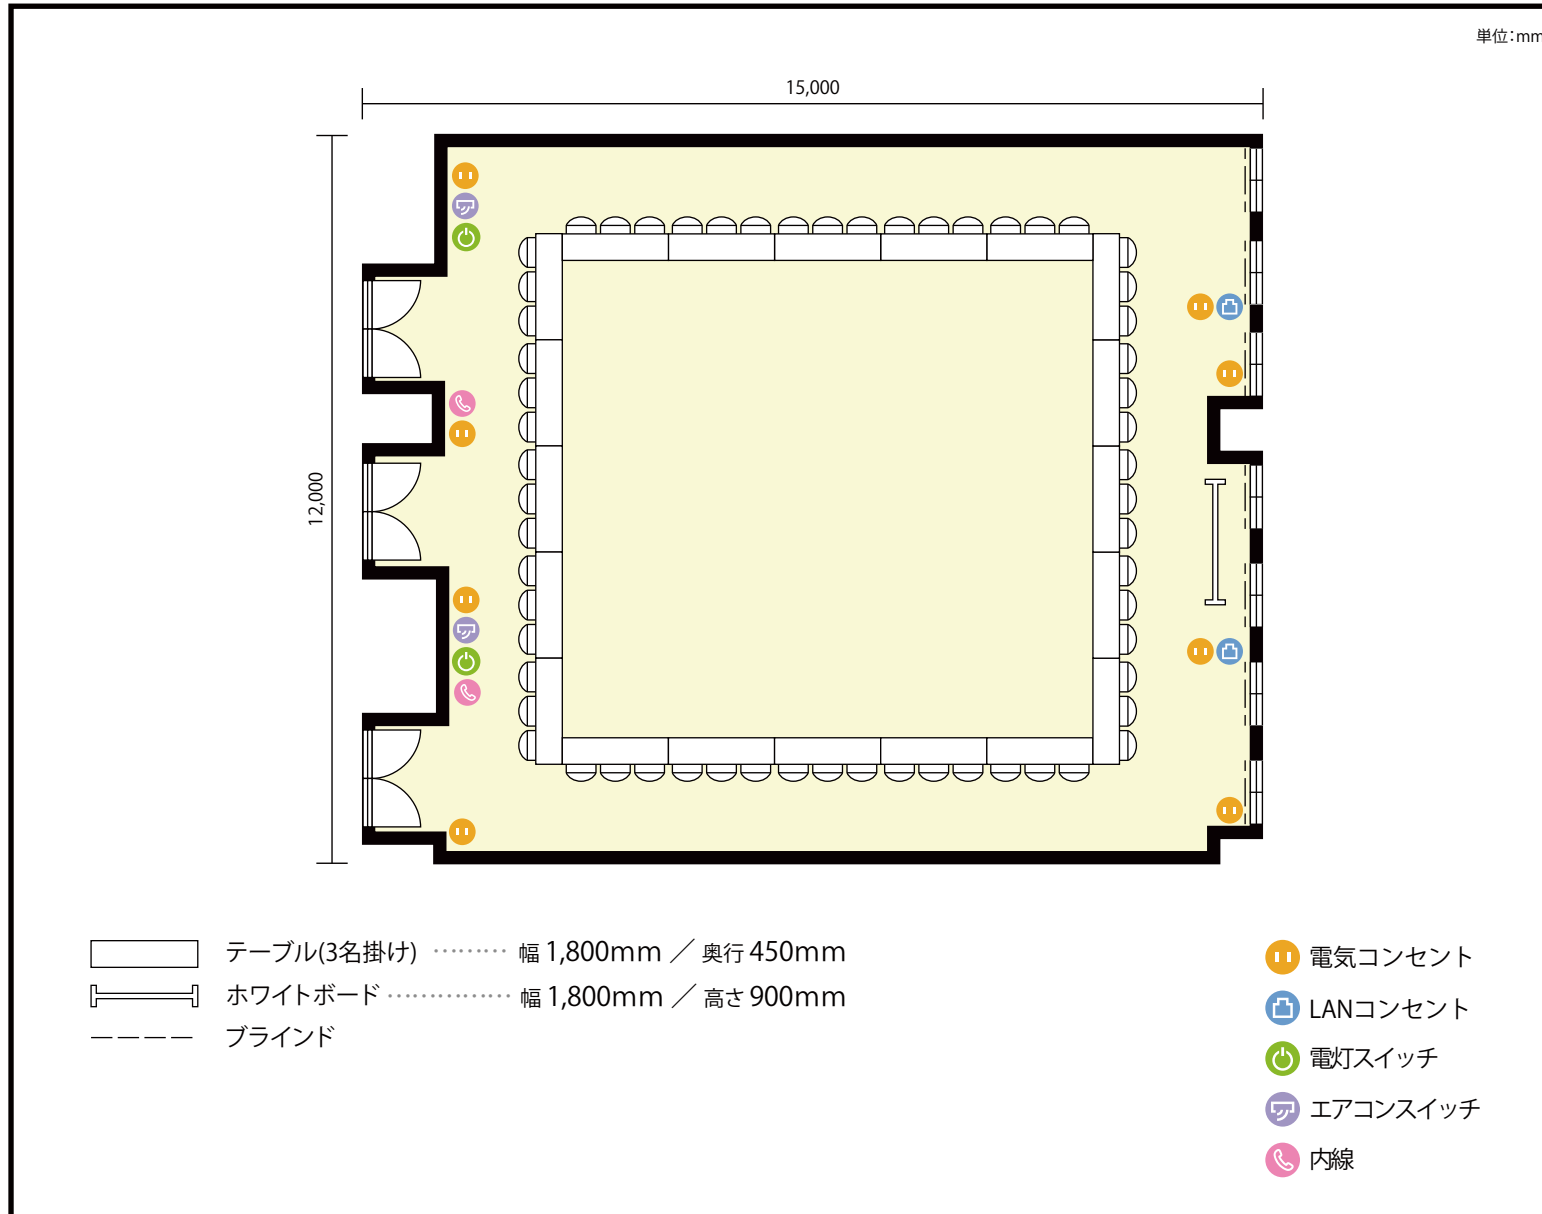 単位：mm
15,000
12,000
テーブル(3名掛け) ‥‥‥‥ 幅 1,800mm ／ 奥行 450mm
ホワイトボード ‥‥‥‥‥‥ 幅 1,800mm ／ 高さ 900mm
ブラインド
電気コンセント
LANコンセント
電灯スイッチ
エアコンスイッチ
内線